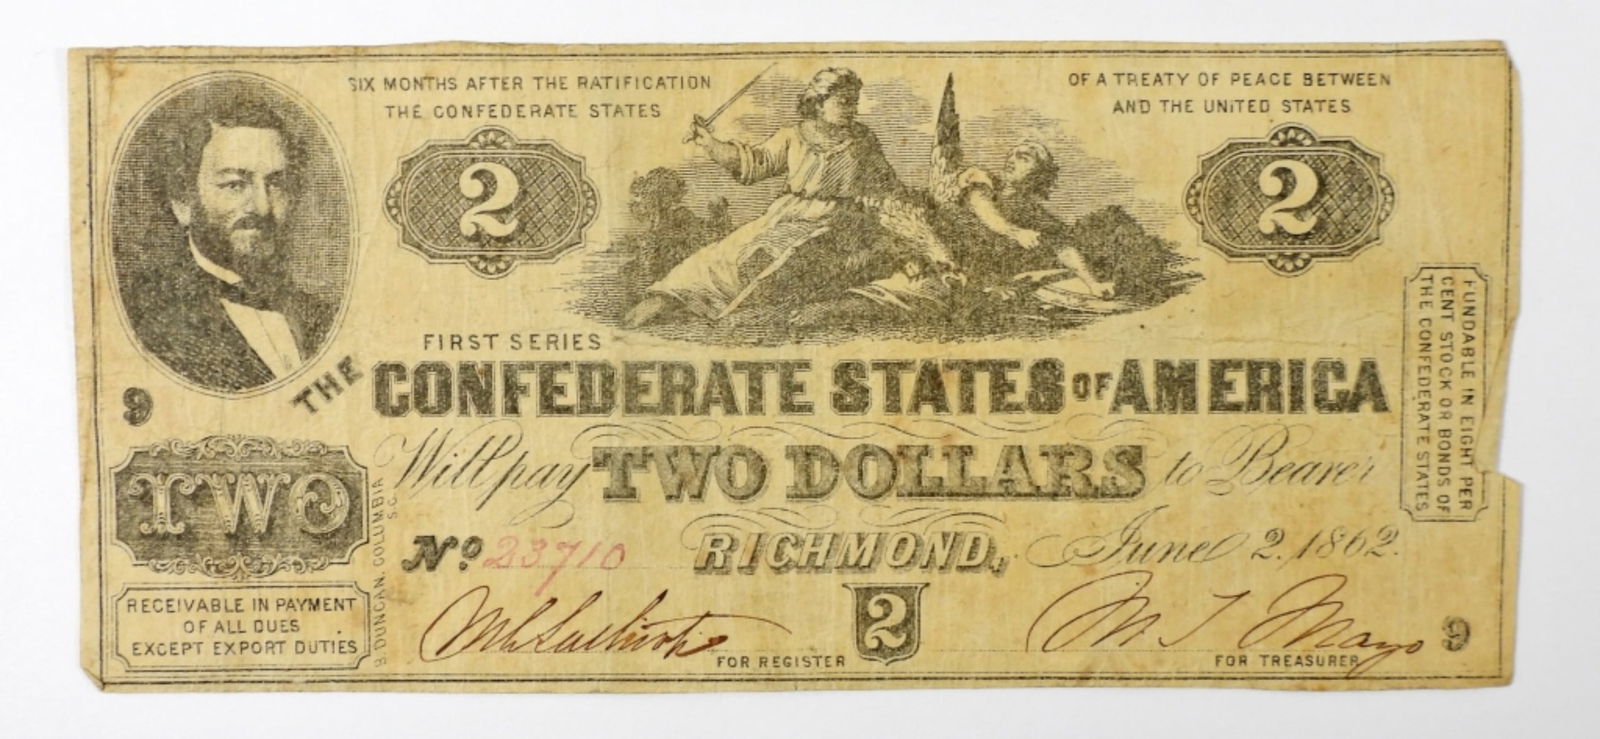 SIX MONTHS AFTER THE RATIFICATION OF A TREATY OF PEACE BETWEEN
THE CONFEDERATE STATES AND THE UNITED STATES
2 2
FIRST SERIES
THE CONFEDERATE STATES OF AMERICA
9
Will pay TWO DOLLARS to Bearer
TWO
No. 23710 RICHMOND, June 2, 1862.
RECEIVABLE IN PAYMENT
OF ALL DUES
EXCEPT EXPORT DUTIES
B. DUNCAN, COLUMBIA
S.C.
FOR REGISTER
2
M. T. Mayo
FOR TREASURER
9
FUNDABLE IN EIGHT PER
CENT STOCK OR BONDS OF
THE CONFEDERATE STATES